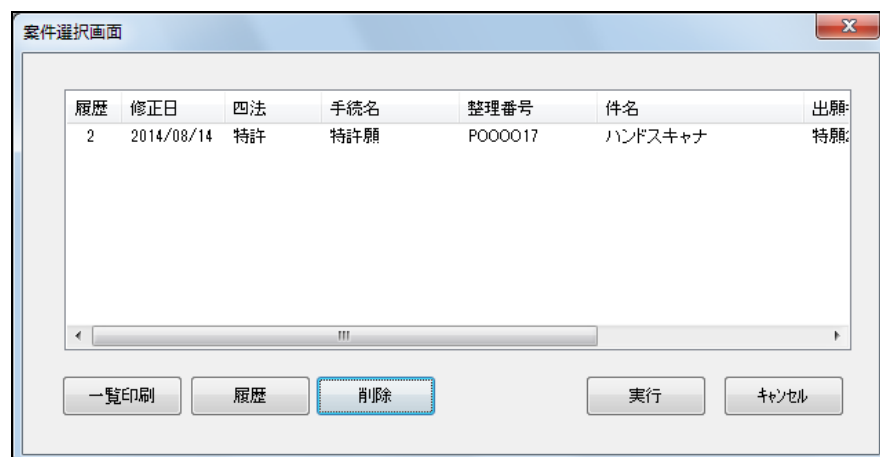 案件選択画面
履歴 修正日 四法 手続名 整理番号 件名 出願
2 2014/08/14 特許 特許願 P000017 ハンドスキャナ 特願
一覧印刷 履歴 削除 実行 キャンセル